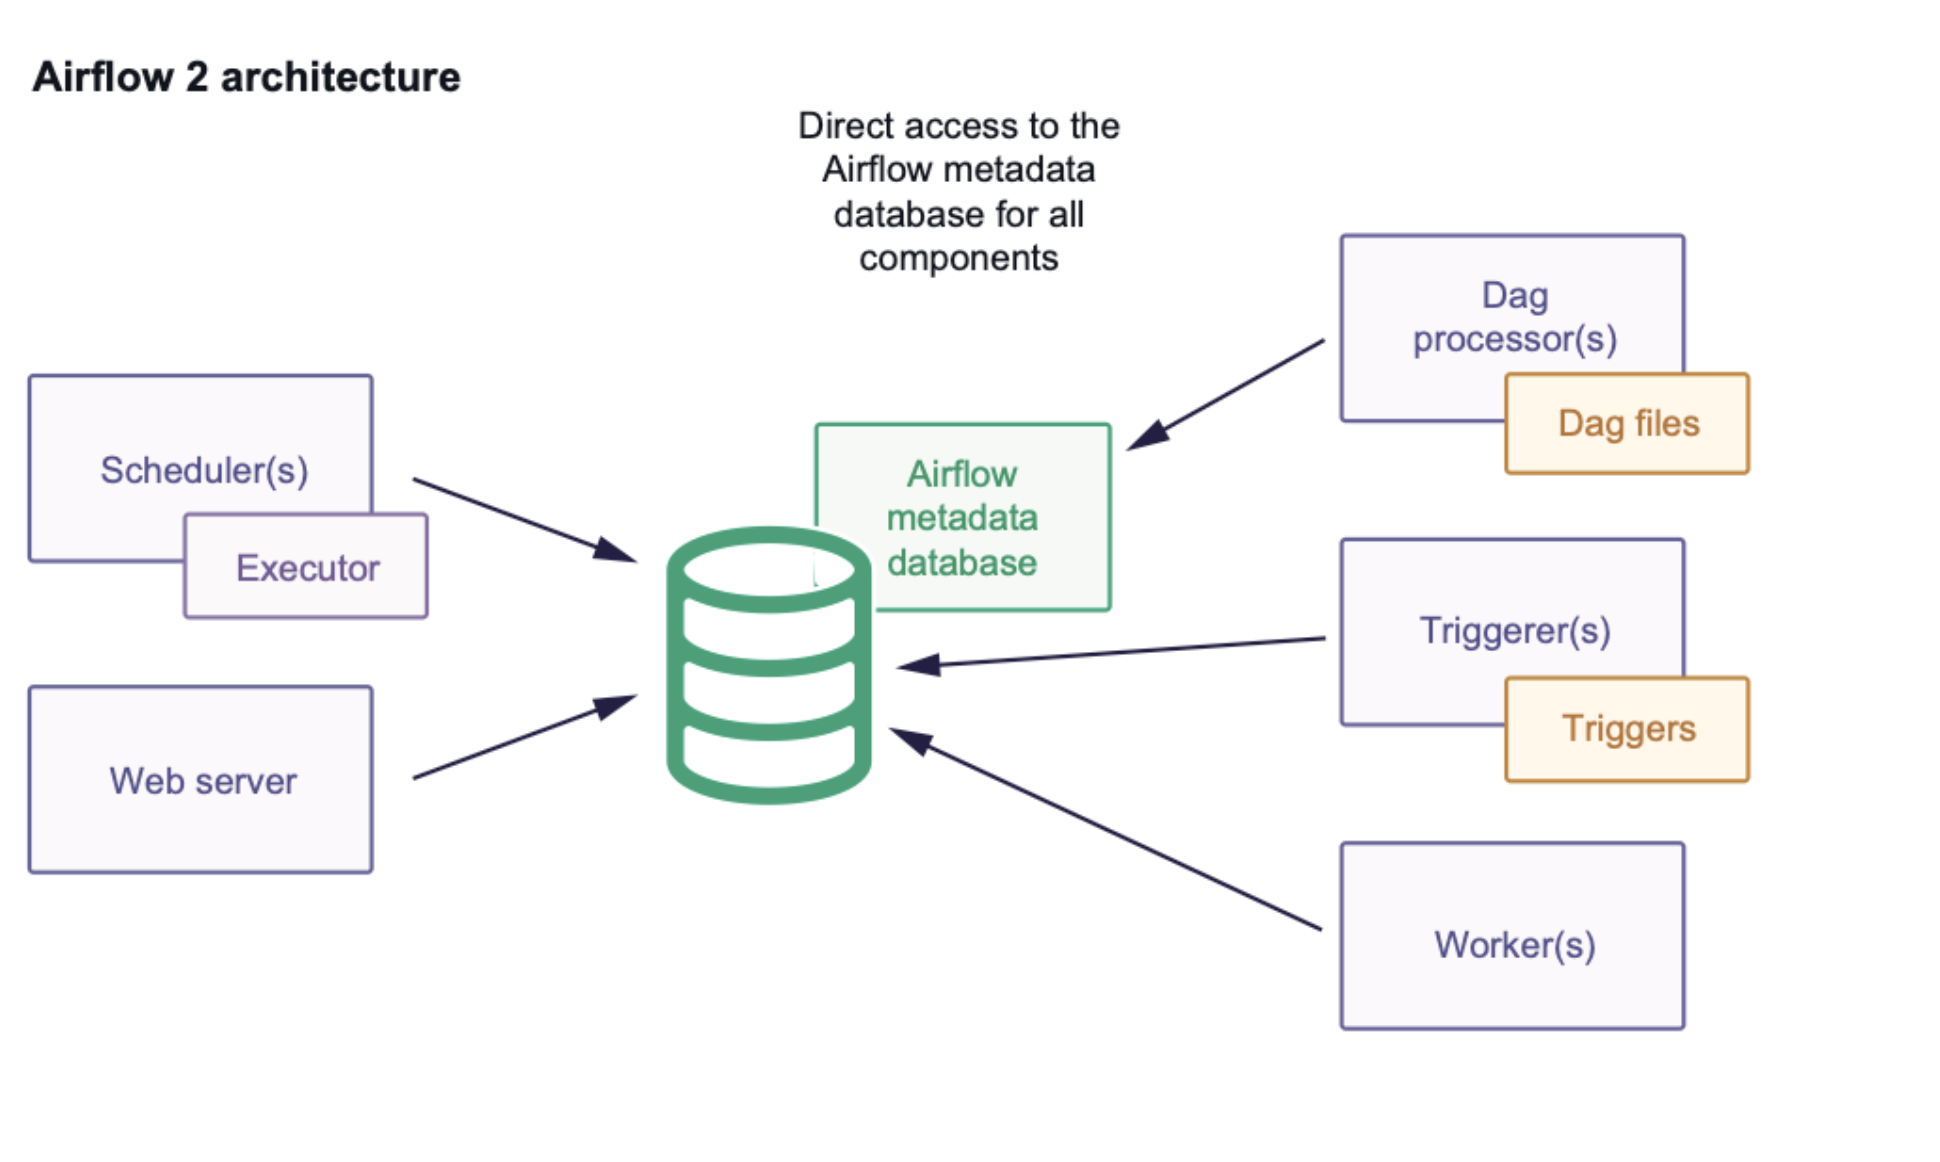 Airflow 2 architecture
Direct access to the
Airflow metadata
database for all
components
Scheduler(s)
Executor
Web server
Airflow
metadata
database
Dag
processor(s)
Dag files
Triggerer(s)
Triggers
Worker(s)